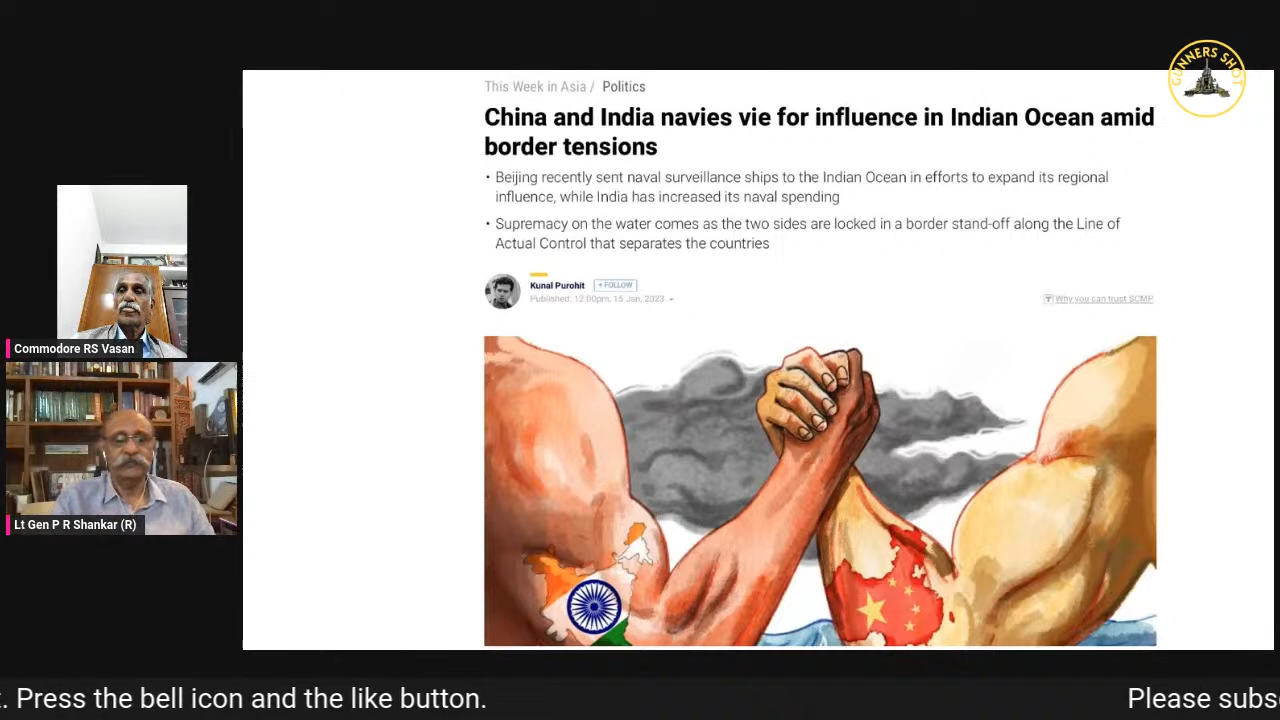 GUNNERS SHOT
This Week in Asia / Politics
China and India navies vie for influence in Indian Ocean amid
border tensions
• Beijing recently sent naval surveillance ships to the Indian Ocean in efforts to expand its regional
influence, while India has increased its naval spending
• Supremacy on the water comes as the two sides are locked in a border stand-off along the Line of
Actual Control that separates the countries
Kunal Purohit + FOLLOW
Published: 12:00pm, 15 Jan, 2023
Why you can trust SCMP
Commodore RS Vasan
Lt Gen P R Shankar (R)
. Press the bell icon and the like button.
Please subs